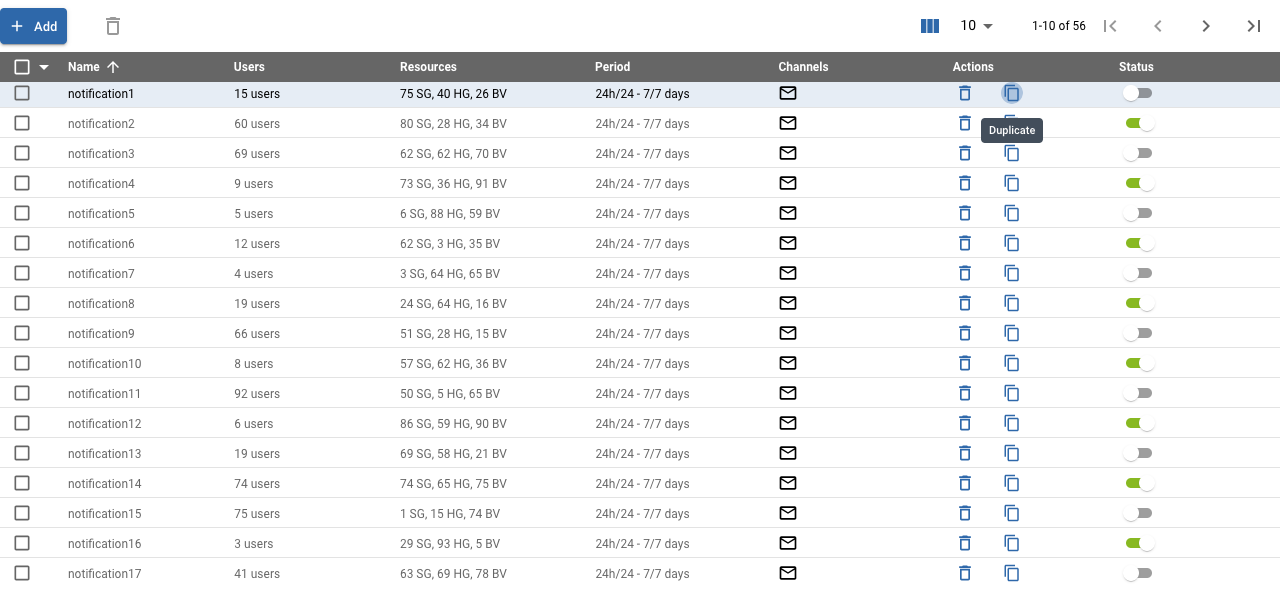 Add
10
1-10 of 56
Name Users Resources Period Channels Actions Status
notification1 15 users 75 SG, 40 HG, 26 BV 24h/24 - 7/7 days
notification2 60 users 80 SG, 28 HG, 34 BV 24h/24 - 7/7 days
Duplicate
notification3 69 users 62 SG, 62 HG, 70 BV 24h/24 - 7/7 days
notification4 9 users 73 SG, 36 HG, 91 BV 24h/24 - 7/7 days
notification5 5 users 6 SG, 88 HG, 59 BV 24h/24 - 7/7 days
notification6 12 users 62 SG, 3 HG, 35 BV 24h/24 - 7/7 days
notification7 4 users 3 SG, 64 HG, 65 BV 24h/24 - 7/7 days
notification8 19 users 24 SG, 64 HG, 16 BV 24h/24 - 7/7 days
notification9 66 users 51 SG, 28 HG, 15 BV 24h/24 - 7/7 days
notification10 8 users 57 SG, 62 HG, 36 BV 24h/24 - 7/7 days
notification11 92 users 50 SG, 5 HG, 65 BV 24h/24 - 7/7 days
notification12 6 users 86 SG, 59 HG, 90 BV 24h/24 - 7/7 days
notification13 19 users 69 SG, 58 HG, 21 BV 24h/24 - 7/7 days
notification14 74 users 74 SG, 65 HG, 75 BV 24h/24 - 7/7 days
notification15 75 users 1 SG, 15 HG, 74 BV 24h/24 - 7/7 days
notification16 3 users 29 SG, 93 HG, 5 BV 24h/24 - 7/7 days
notification17 41 users 63 SG, 69 HG, 78 BV 24h/24 - 7/7 days